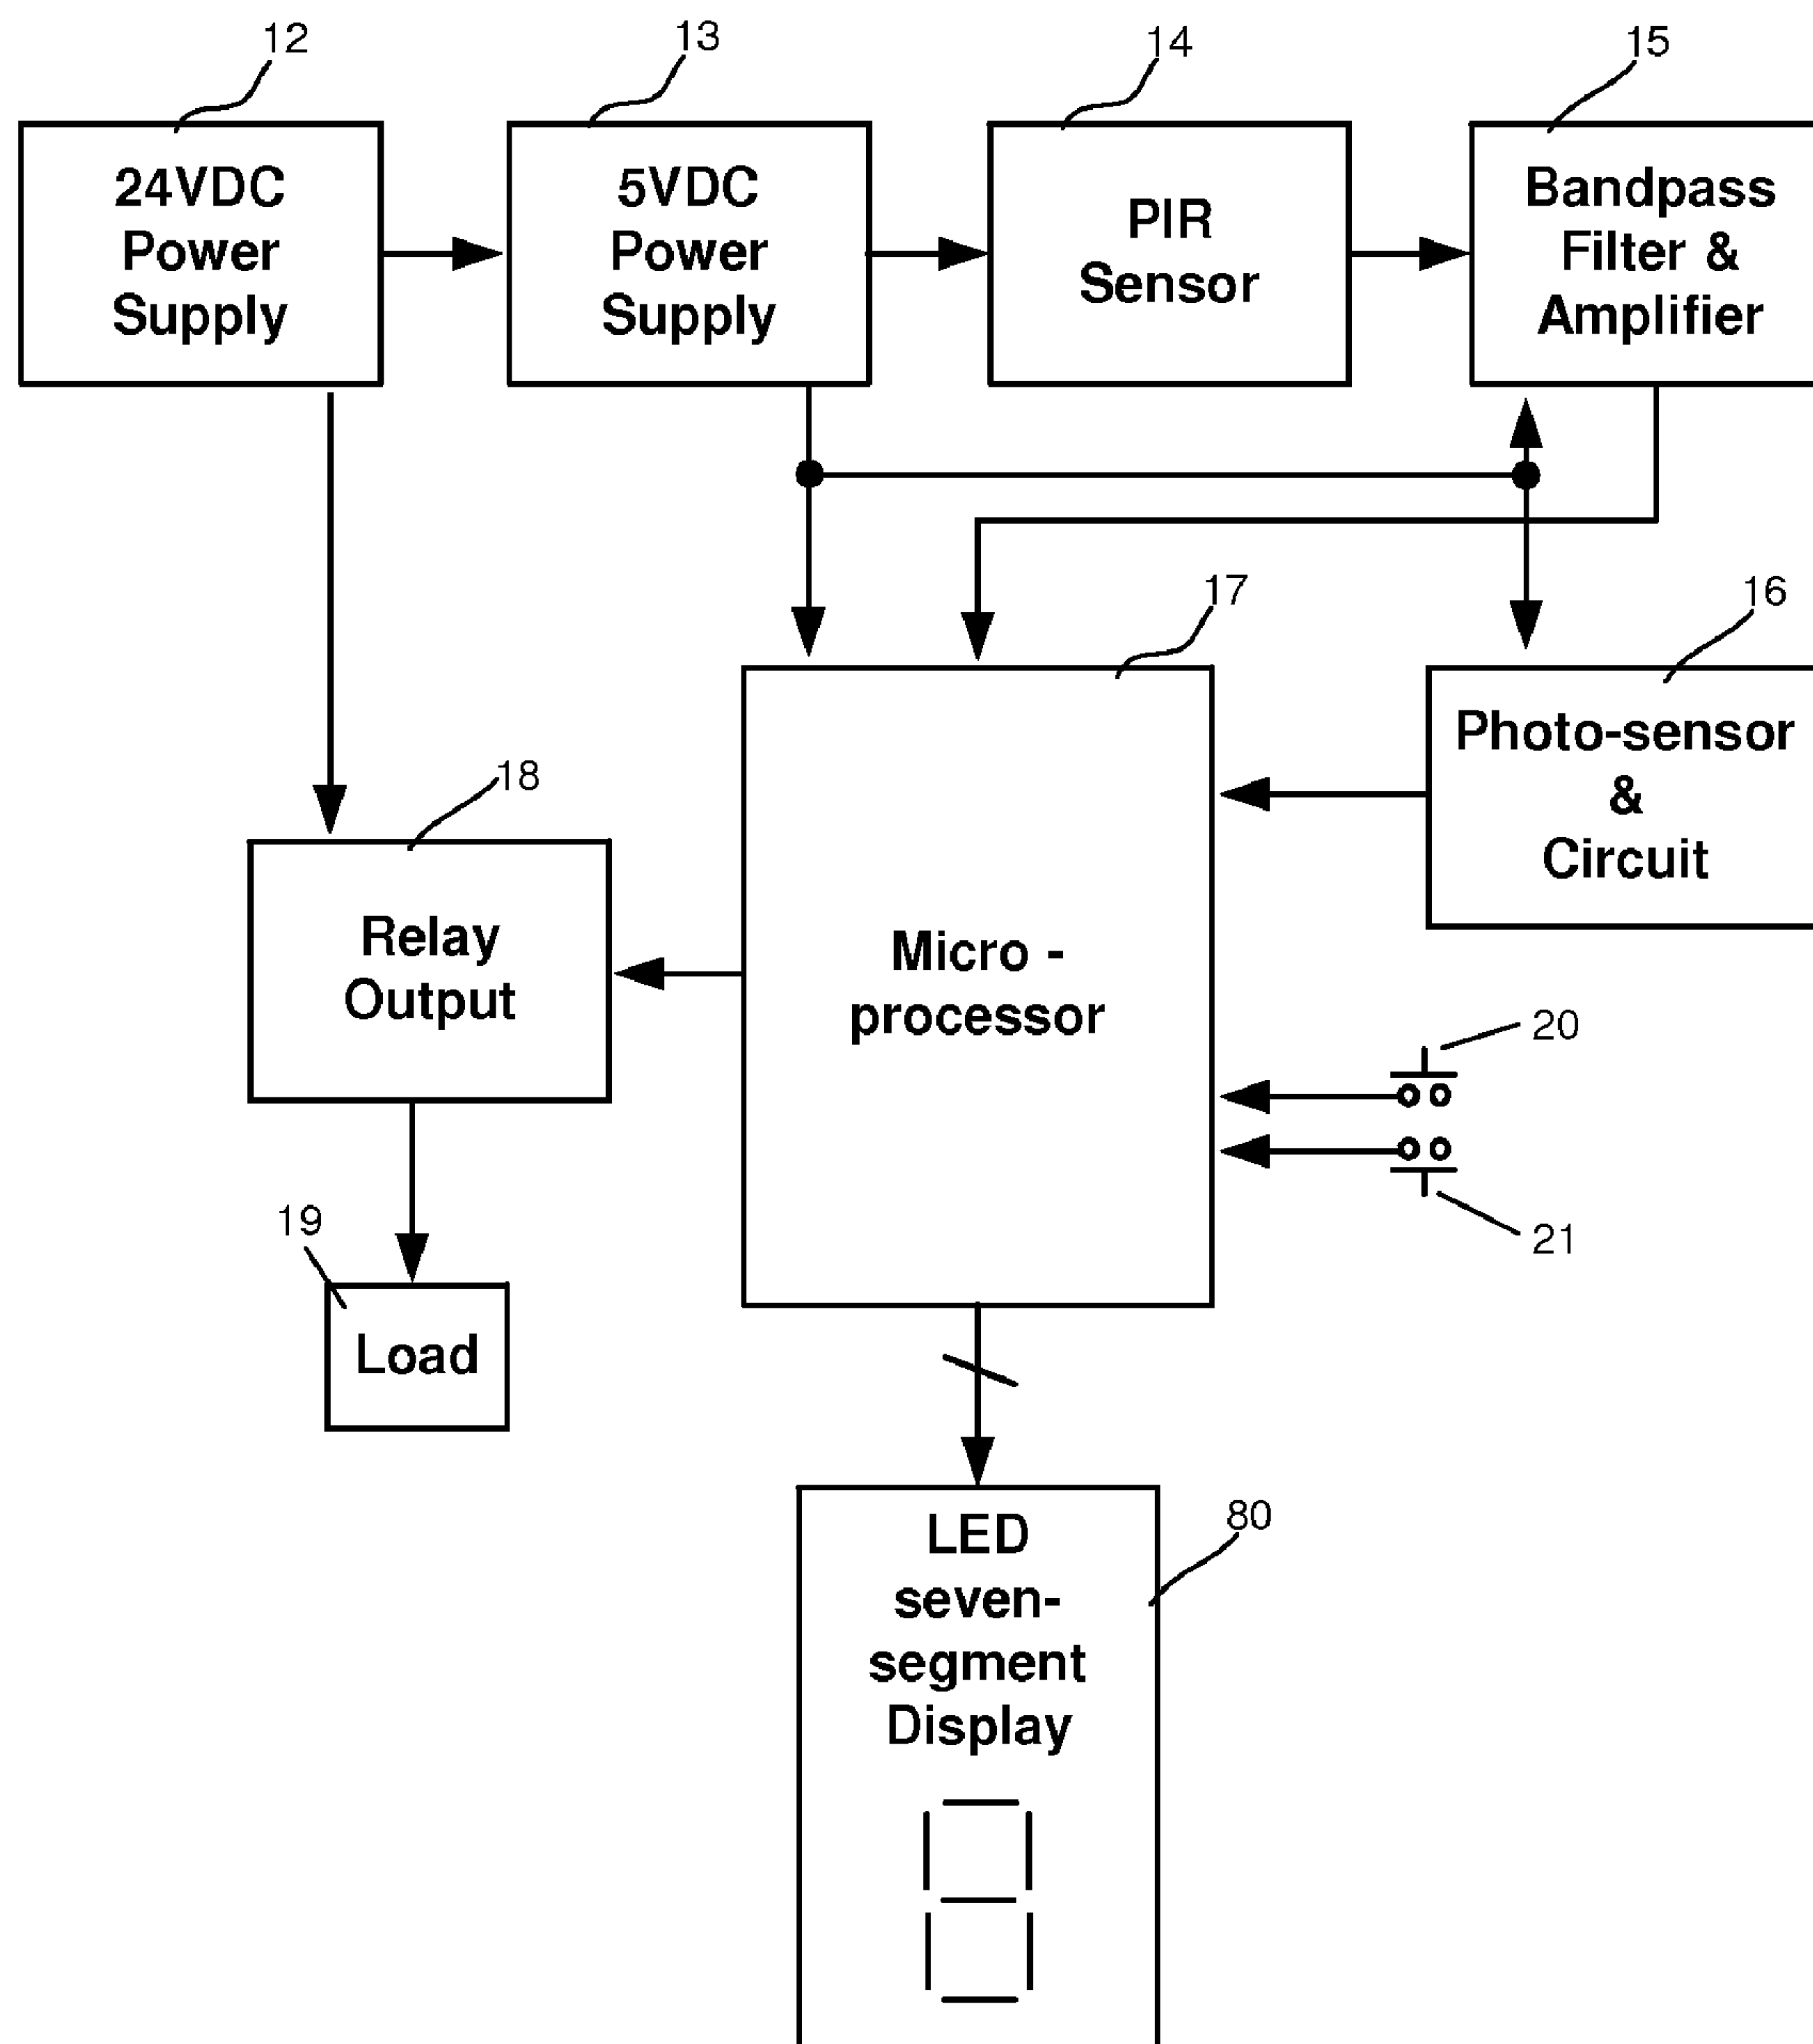 12
13
14
15
24VDC
Power
Supply
5VDC
Power
Supply
PIR
Sensor
Bandpass
Filter &
Amplifier
17
16
Photo-sensor
&
Circuit
18
Relay
Output
Micro -
processor
20
21
19
Load
80
LED
seven-
segment
Display